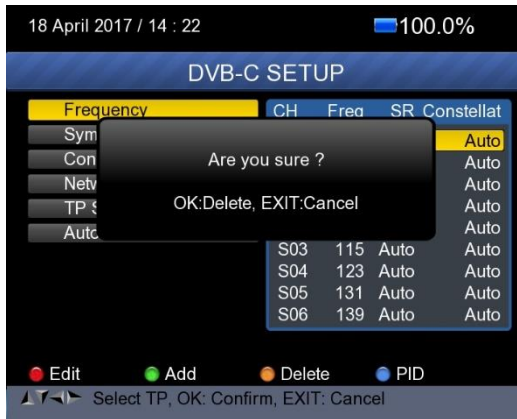 18 April 2017 / 14 : 22 100.0%
DVB-C SETUP
Frequency
CH Freq SR Constellat
Auto
Auto
Auto
Auto
Auto
Are you sure ?
OK:Delete, EXIT:Cancel
S03 115 Auto Auto
S04 123 Auto Auto
S05 131 Auto Auto
S06 139 Auto Auto
Edit Add Delete PID
Select TP, OK: Confirm, EXIT: Cancel